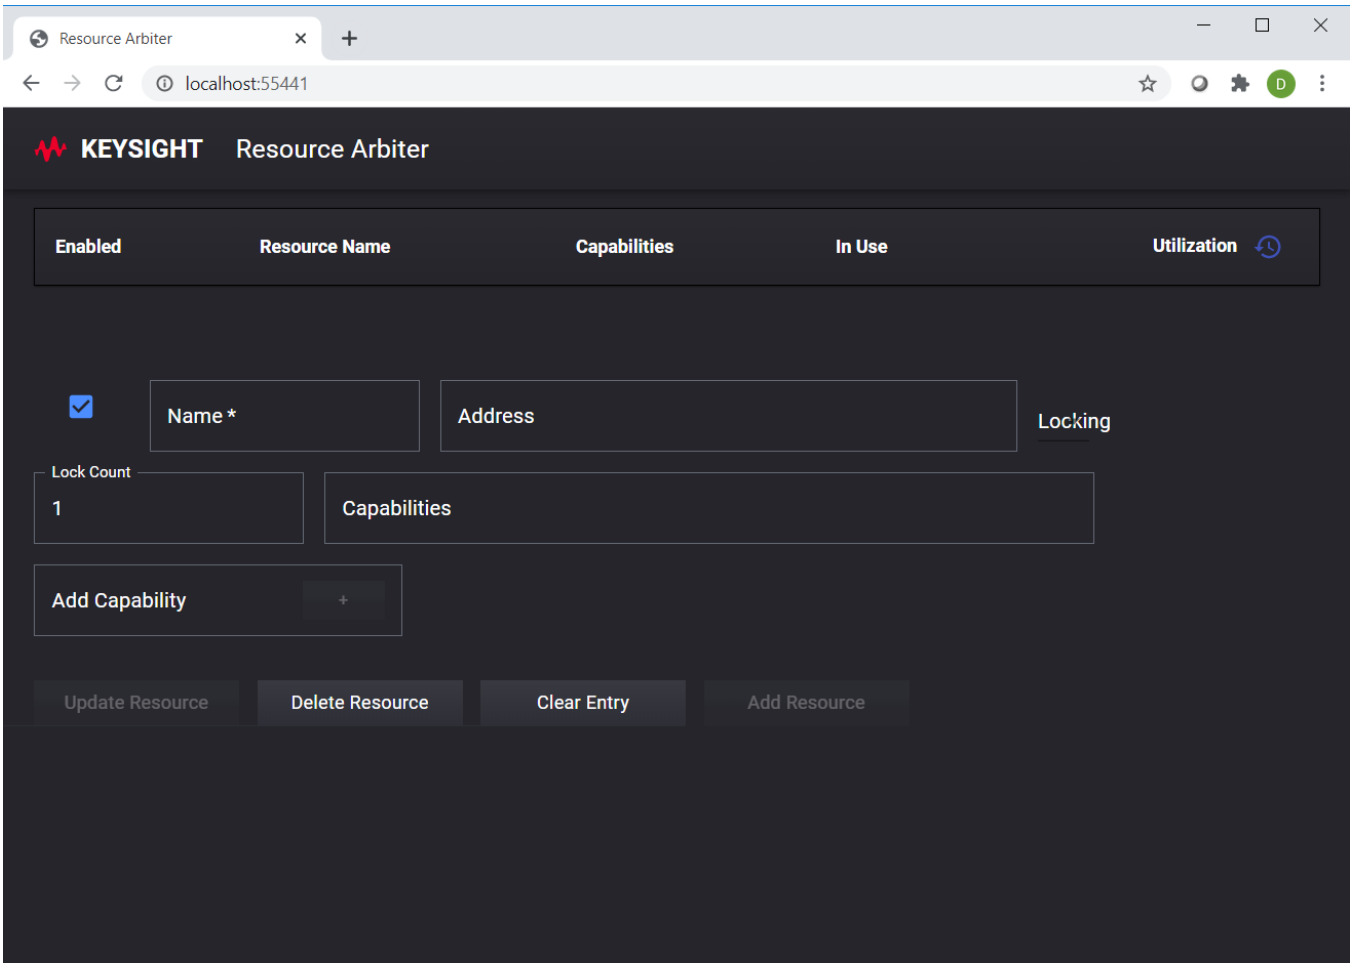 Resource Arbiter
localhost:55441
D
KEYSIGHT Resource Arbiter
Enabled Resource Name Capabilities In Use Utilization
Name * Address Locking
Lock Count
1 Capabilities
Add Capability +
Update Resource Delete Resource Clear Entry Add Resource